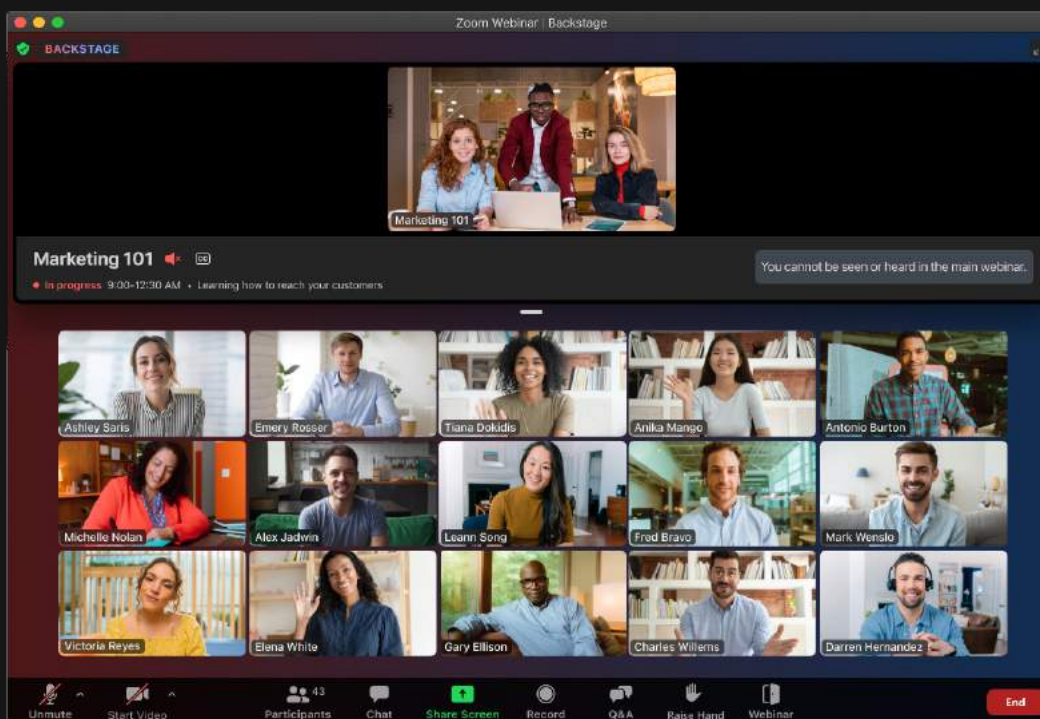 Zoom Webinar | Backstage
BACKSTAGE
Marketing 101
Marketing 101
CC
You cannot be seen or heard in the main webinar.
In progress 9:00-12:30 AM • Learning how to reach your customers
Ashley Saris
Emery Rosser
Tiana Dokidis
Anika Mango
Antonio Burton
Michelle Nolan
Alex Jadwin
Leann Song
Fred Bravo
Mark Wenslo
Victoria Reyes
Elena White
Gary Ellison
Charles Willems
Darren Hernandez
43
Unmute
Start Video
Participants
Chat
Share Screen
Record
Q&A
Raise Hand
Webinar
End